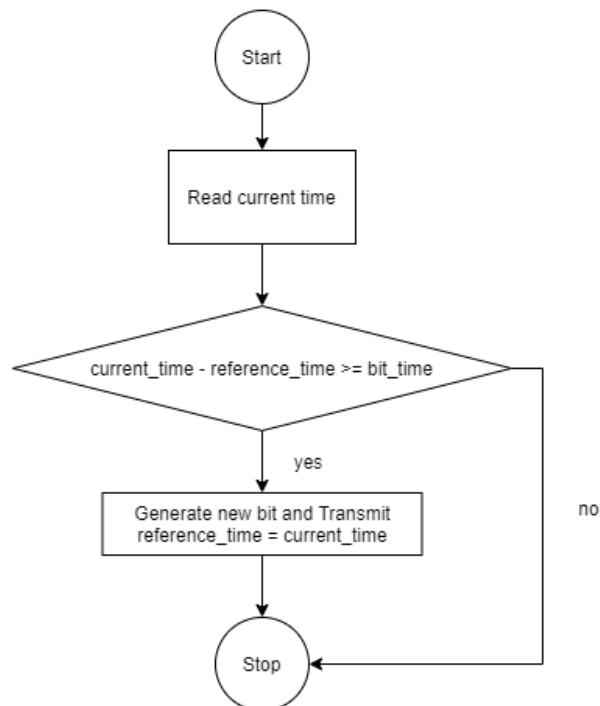 Start
Read current time
current_time - reference_time >= bit_time
yes
Generate new bit and Transmit
reference_time = current_time
no
Stop